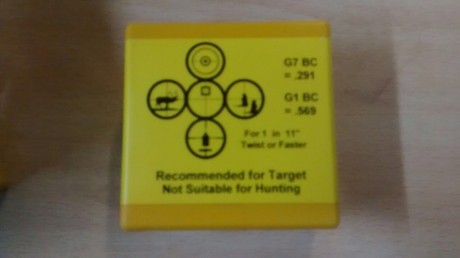 G7 BC
= .291
G1 BC
= .569
For 1 in 11"
Twist or Faster
Recommended for Target
Not Suitable for Hunting